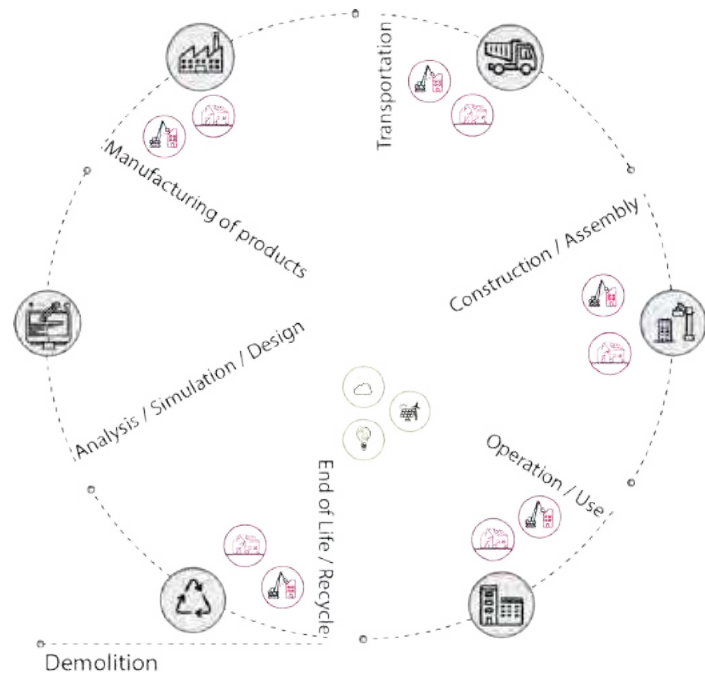 Transportation
Manufacturing of products
Construction / Assembly
Analysis / Simulation / Design
Operation / Use
End of Life / Recycle
Demolition